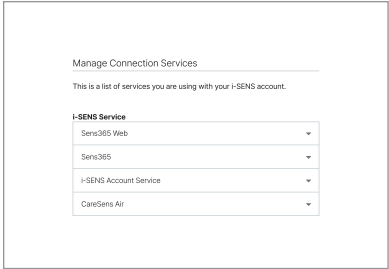 Manage Connection Services
This is a list of services you are using with your i-SENS account.
i-SENS Service
Sens365 Web
Sens365
i-SENS Account Service
CareSens Air